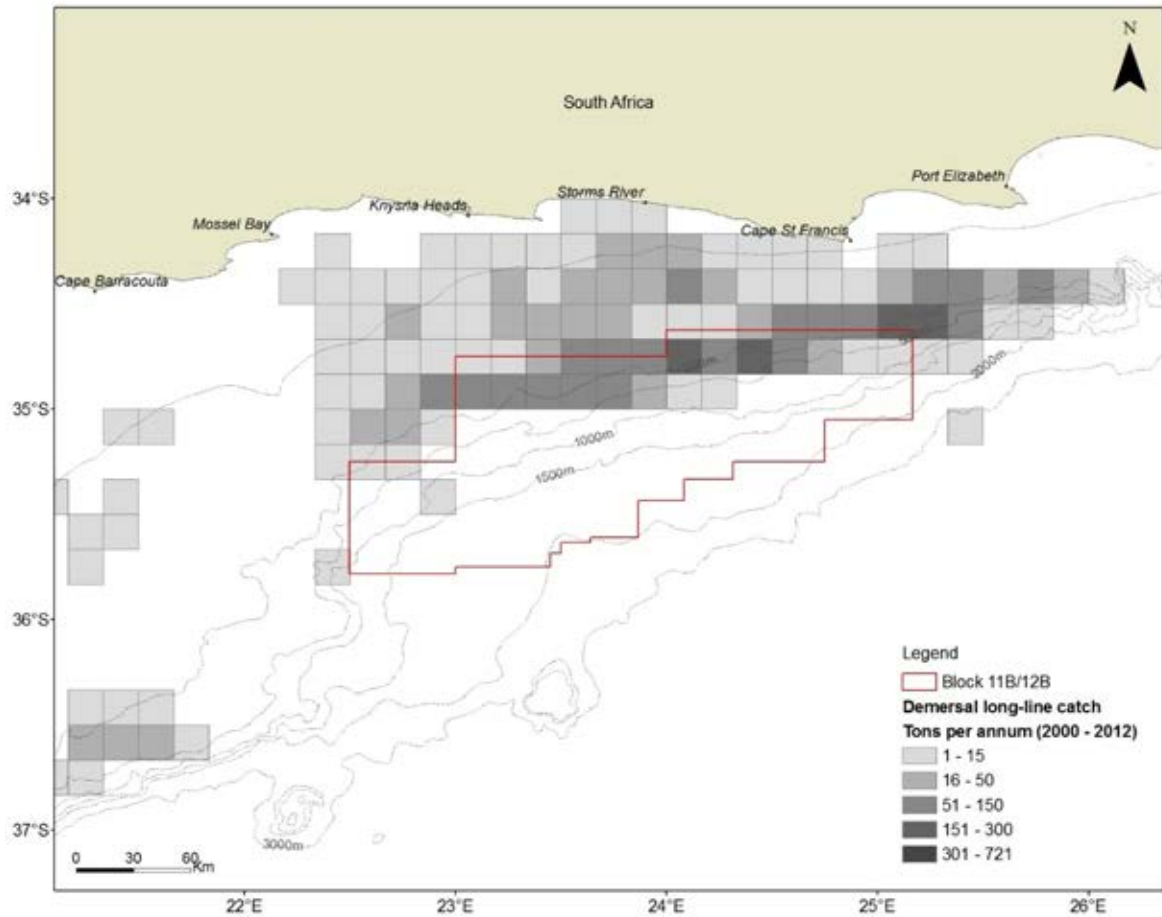 N
South Africa
Port Elizabeth
34°S
Storms River
Knysna Heads
Mossel Bay
Cape St Francis
Cape Barracouta
2000m
35°S
1000m
1500m
36°S
Legend
Block 11B/12B
Demersal long-line catch
Tons per annum (2000 - 2012)
1 - 15
16 - 50
51 - 150
151 - 300
301 - 721
37°S
3000m
0 30 60
Km
22°E 23°E 24°E 25°E 26°E